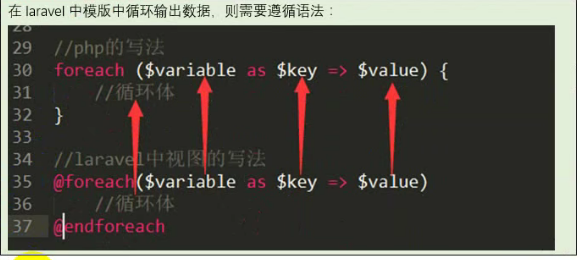 在 laravel 中模版中循环输出数据，则需要遵循语法：
28
29 //php的写法
30 foreach ($variable as $key => $value) {
31 //循环体
32 }
33
34 //laravel中视图的写法
35 @foreach($variable as $key => $value)
36 //循环体
37 @endforeach